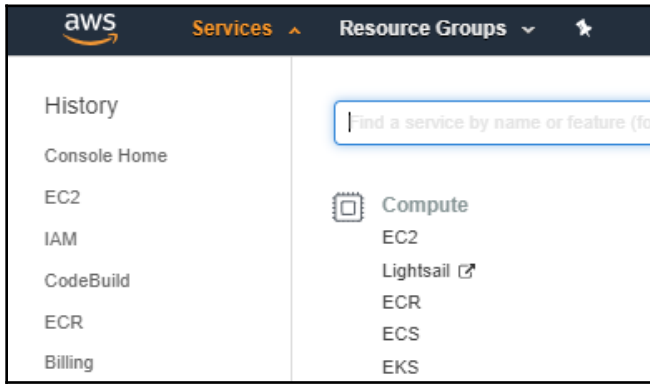 aws Services Resource Groups
History
Console Home
EC2
IAM
CodeBuild
ECR
Billing
Find a service by name or feature (fo
Compute
EC2
Lightsail
ECR
ECS
EKS